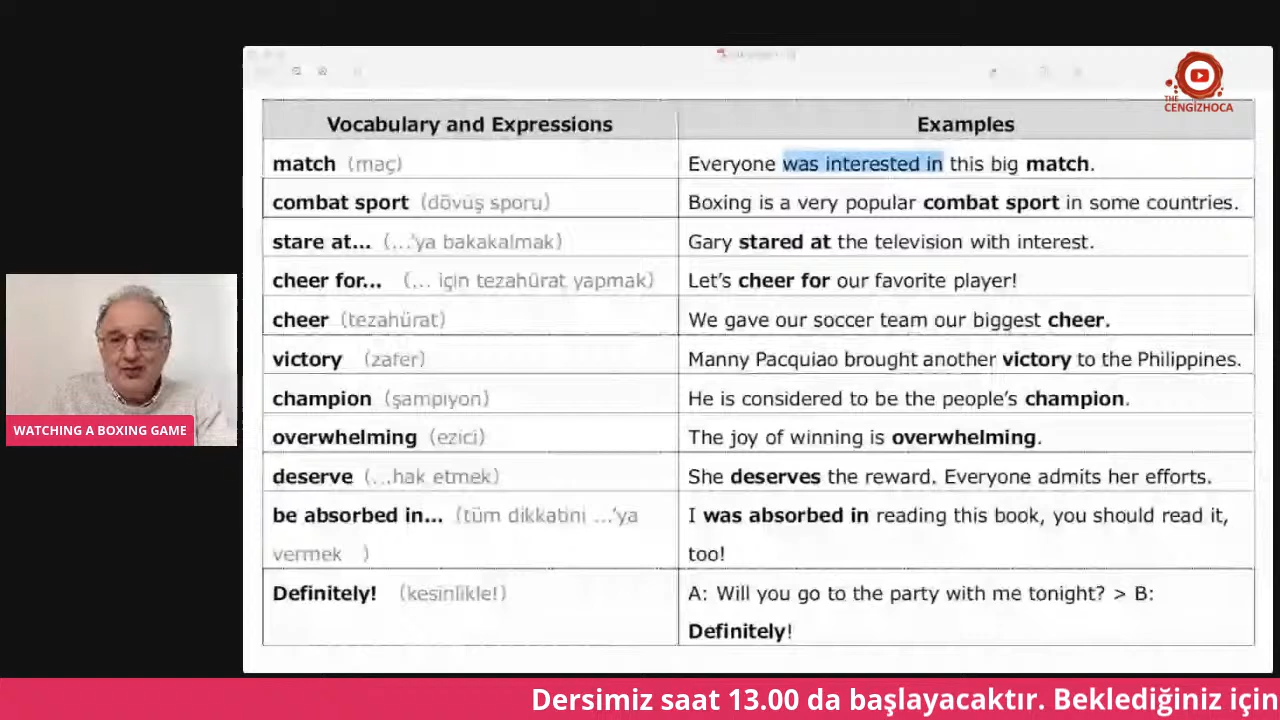 THE
CENGİZHOCA
Vocabulary and Expressions Examples
match (maç) Everyone was interested in this big match.
combat sport (dövüş sporu) Boxing is a very popular combat sport in some countries.
stare at... (...'ya bakakalmak) Gary stared at the television with interest.
cheer for... (... için tezahürat yapmak) Let's cheer for our favorite player!
cheer (tezahürat) We gave our soccer team our biggest cheer.
victory (zafer) Manny Pacquiao brought another victory to the Philippines.
champion (şampiyon) He is considered to be the people's champion.
overwhelming (ezici) The joy of winning is overwhelming.
deserve (...hak etmek) She deserves the reward. Everyone admits her efforts.
be absorbed in... (tüm dikkatini ...'ya I was absorbed in reading this book, you should read it,
vermek ) too!
Definitely! (kesinlikle!) A: Will you go to the party with me tonight? > B:
Definitely!
WATCHING A BOXING GAME
Dersimiz saat 13.00 da başlayacaktır. Beklediğiniz için